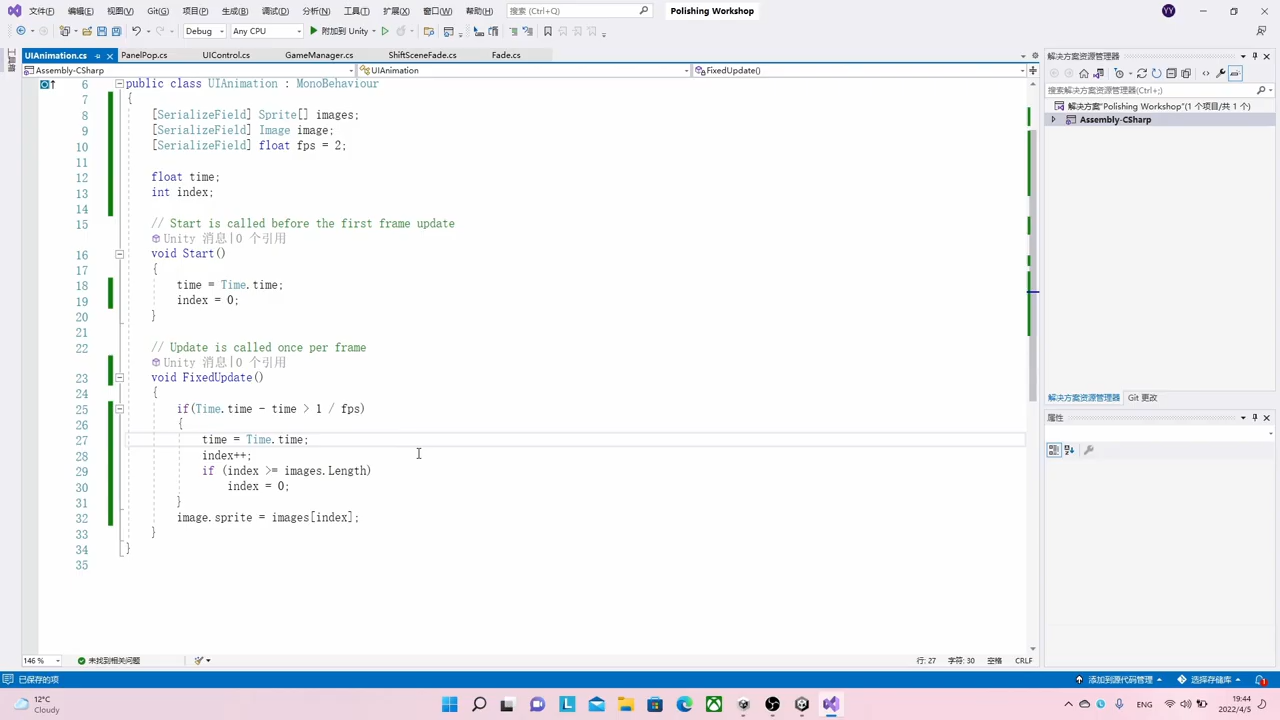 文件(F) 编辑(E) 视图(V) Git(G) 项目(P) 生成(B) 调试(D) 分析(N) 工具(T) 扩展(X) 窗口(W) 帮助(H) 搜索 (Ctrl+Q) Polishing Workshop YY
Debug Any CPU 附加到 Unity
UIAnimation.cs PanelPop.cs UIControl.cs GameManager.cs ShiftSceneFade.cs Fade.cs
Assembly-CSharp UIAnimation FixedUpdate()
6 public class UIAnimation : MonoBehaviour
7 {
8 [SerializeField] Sprite[] images;
9 [SerializeField] Image image;
10 [SerializeField] float fps = 2;
11
12 float time;
13 int index;
14
15 // Start is called before the first frame update
Unity 消息|0 个引用
16 void Start()
17 {
18 time = Time.time;
19 index = 0;
20 }
21
22 // Update is called once per frame
Unity 消息|0 个引用
23 void FixedUpdate()
24 {
25 if(Time.time - time > 1 / fps)
26 {
27 time = Time.time;
28 index++;
29 if (index >= images.Length)
30 index = 0;
31 }
32 image.sprite = images[index];
33 }
34 }
35
146 % 未找到相关问题 行: 27 字符: 30 空格 CRLF
解决方案资源管理器
搜索解决方案资源管理器(Ctrl+;)
解决方案"Polishing Workshop"(1 个项目/共 1 个)
Assembly-CSharp
解决方案资源管理器 Git 更改
属性
已保存的项 添加到源代码管理 选择存储库
12°C
Cloudy
ENG
19:44
2022/4/5